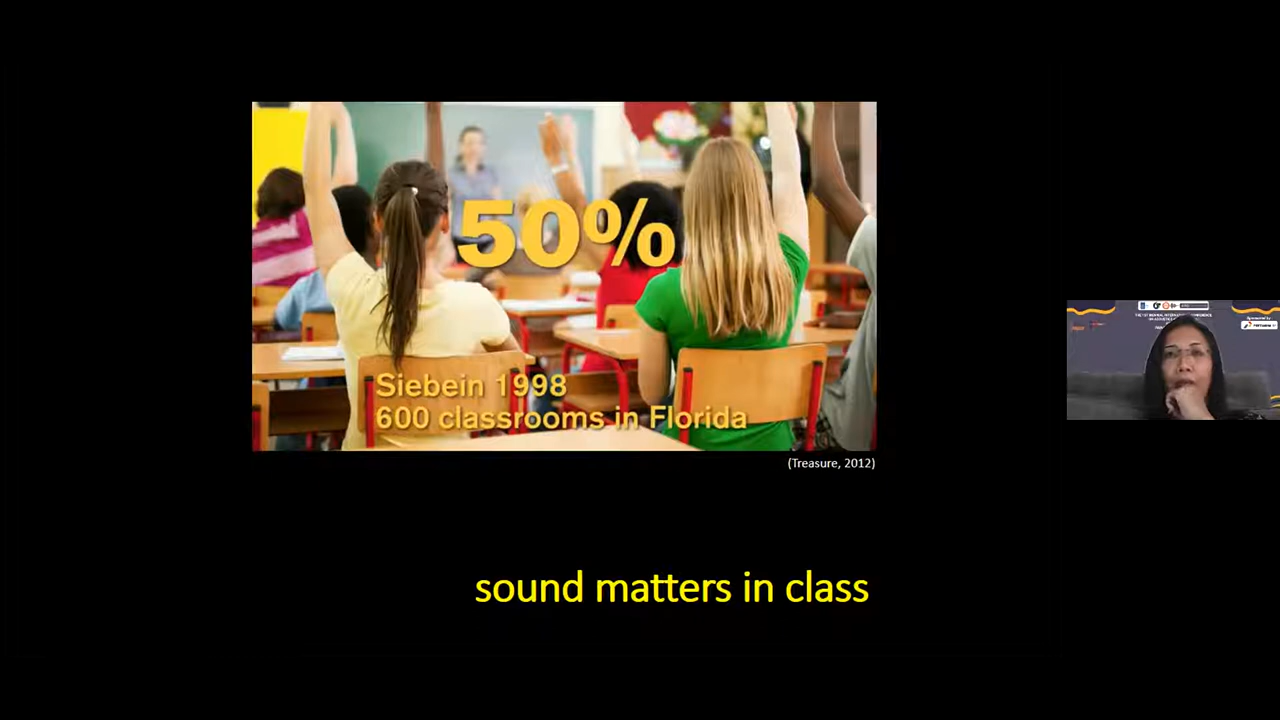 50%
Siebein 1998
600 classrooms in Florida
(Treasure, 2012)
sound matters in class